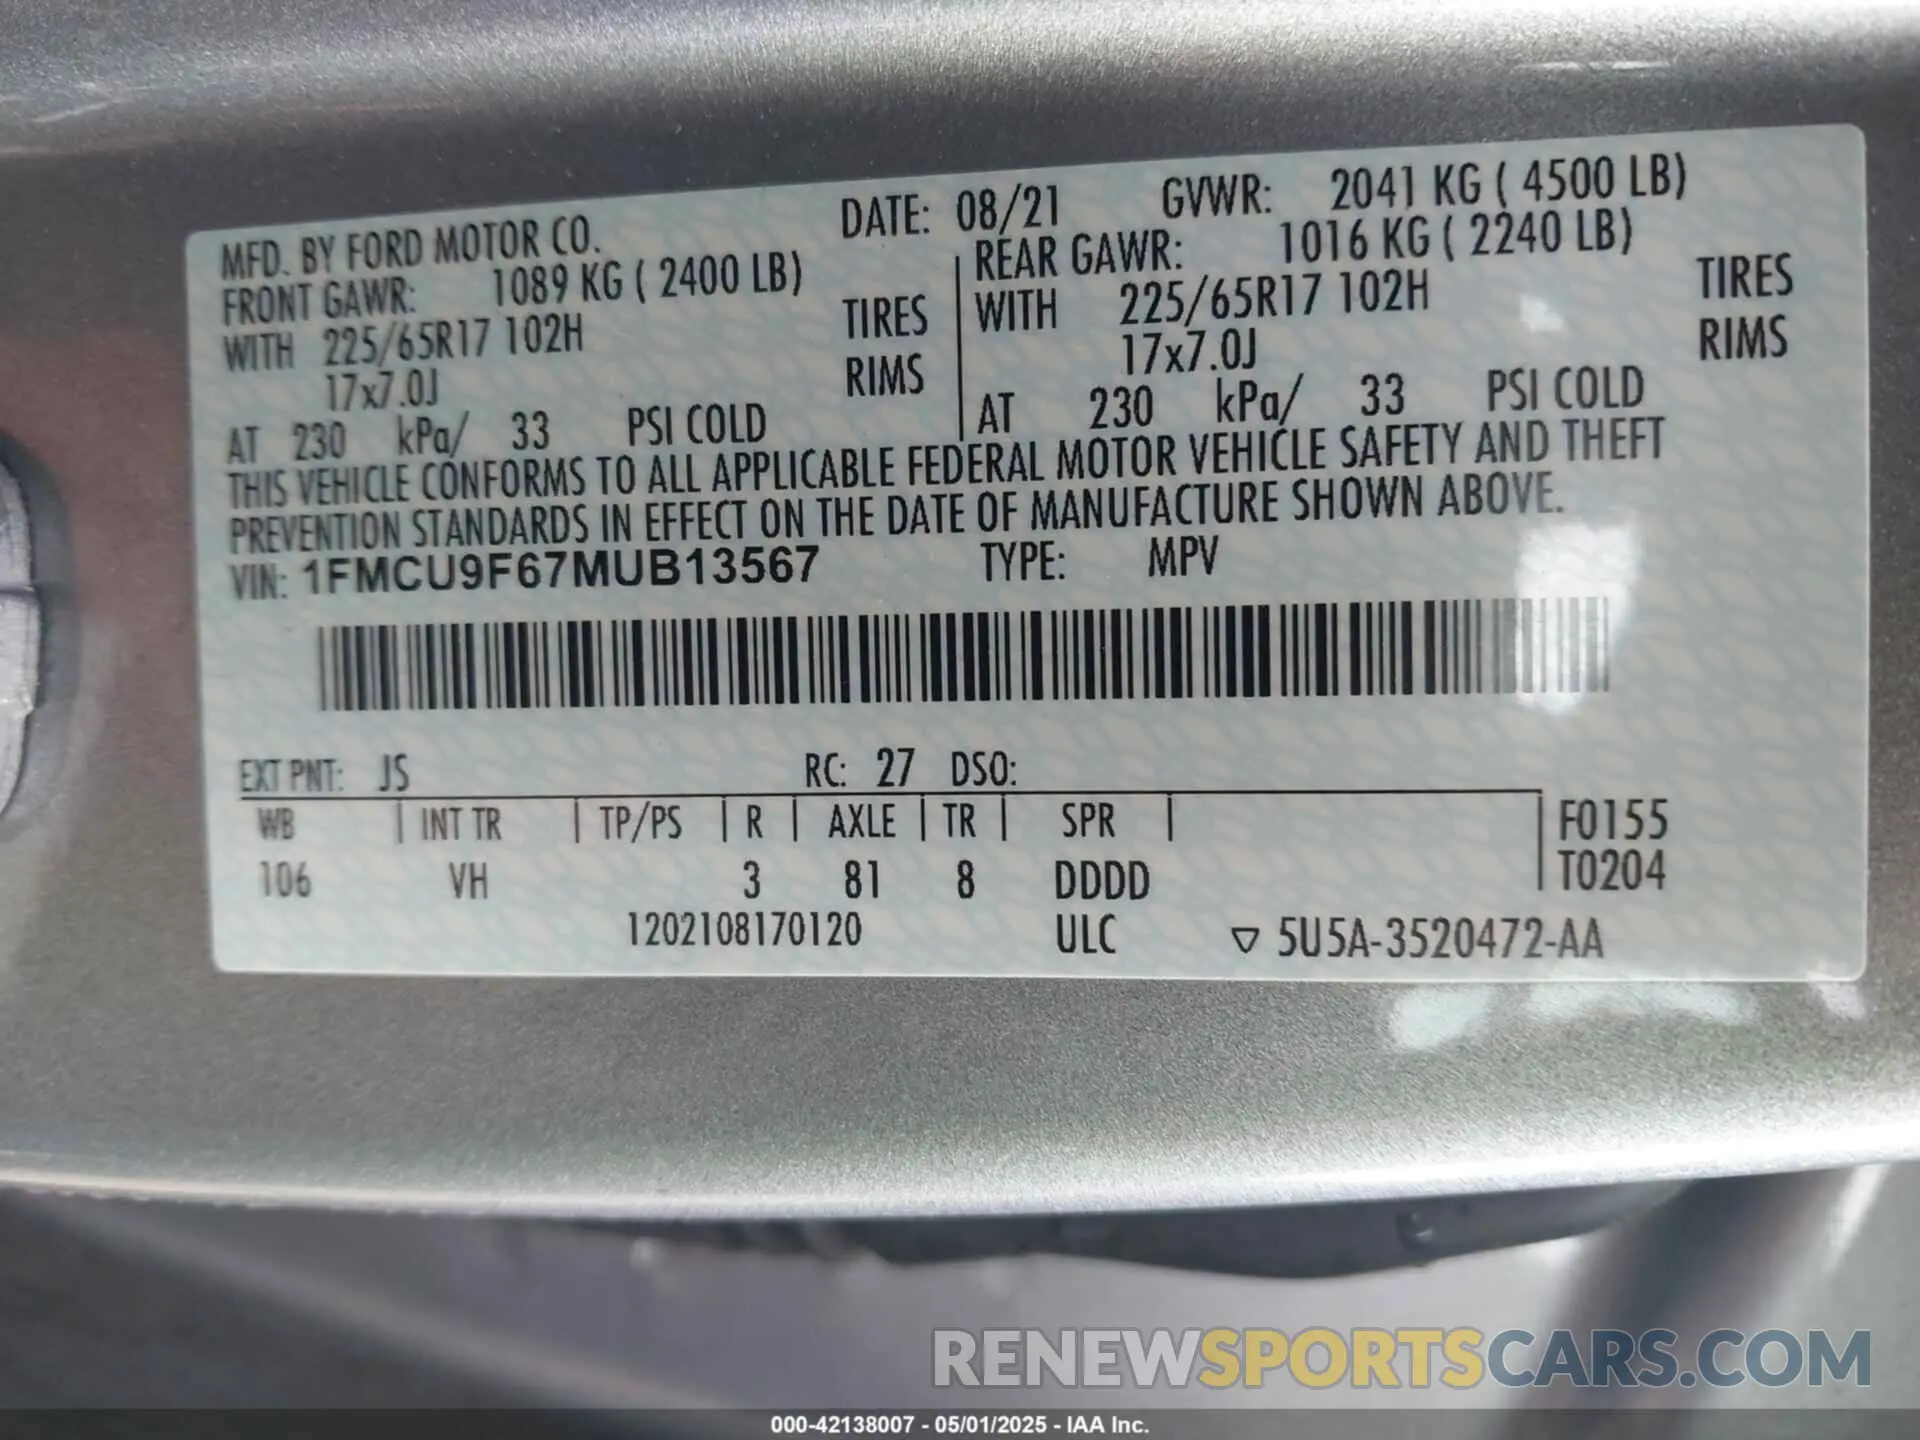 MFD. BY FORD MOTOR CO. DATE: 08/21 GVWR: 2041 KG ( 4500 LB)
FRONT GAWR: 1089 KG ( 2400 LB) REAR GAWR: 1016 KG ( 2240 LB)
WITH 225/65R17 102H TIRES WITH 225/65R17 102H TIRES
17x7.0J RIMS 17x7.0J RIMS
AT 230 kPa/ 33 PSI COLD AT 230 kPa/ 33 PSI COLD
THIS VEHICLE CONFORMS TO ALL APPLICABLE FEDERAL MOTOR VEHICLE SAFETY AND THEFT
PREVENTION STANDARDS IN EFFECT ON THE DATE OF MANUFACTURE SHOWN ABOVE.
VIN: 1FMCU9F67MUB13567 TYPE: MPV
EXT PNT: JS RC: 27 DSO:
WB INT TR TP/PS R AXLE TR SPR F0155
106 VH 3 81 8 DDDD T0204
1202108170120 ULC ▽ 5U5A-3520472-AA
RENEWSPORTSCARS.COM
000-42138007 - 05/01/2025 - IAA Inc.